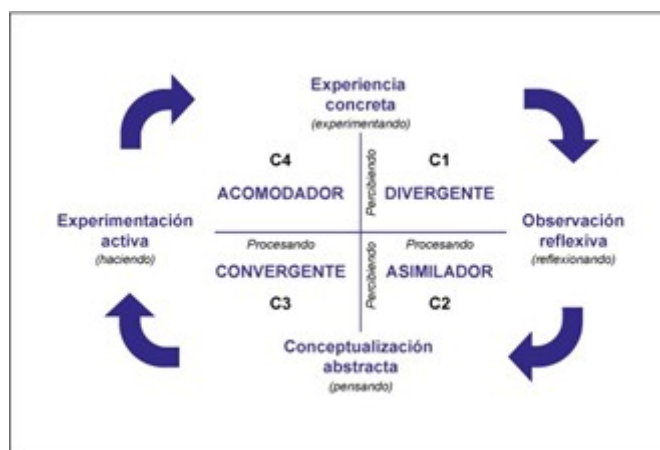 Experiencia
concreta
(experimentando)
C4
C1
Percibiendo
ACOMODADOR
DIVERGENTE
Experimentación
activa
(haciendo)
Observación
reflexiva
(reflexionando)
Procesando
Procesando
CONVERGENTE
Percibiendo
ASIMILADOR
C3
C2
Conceptualización
abstracta
(pensando)